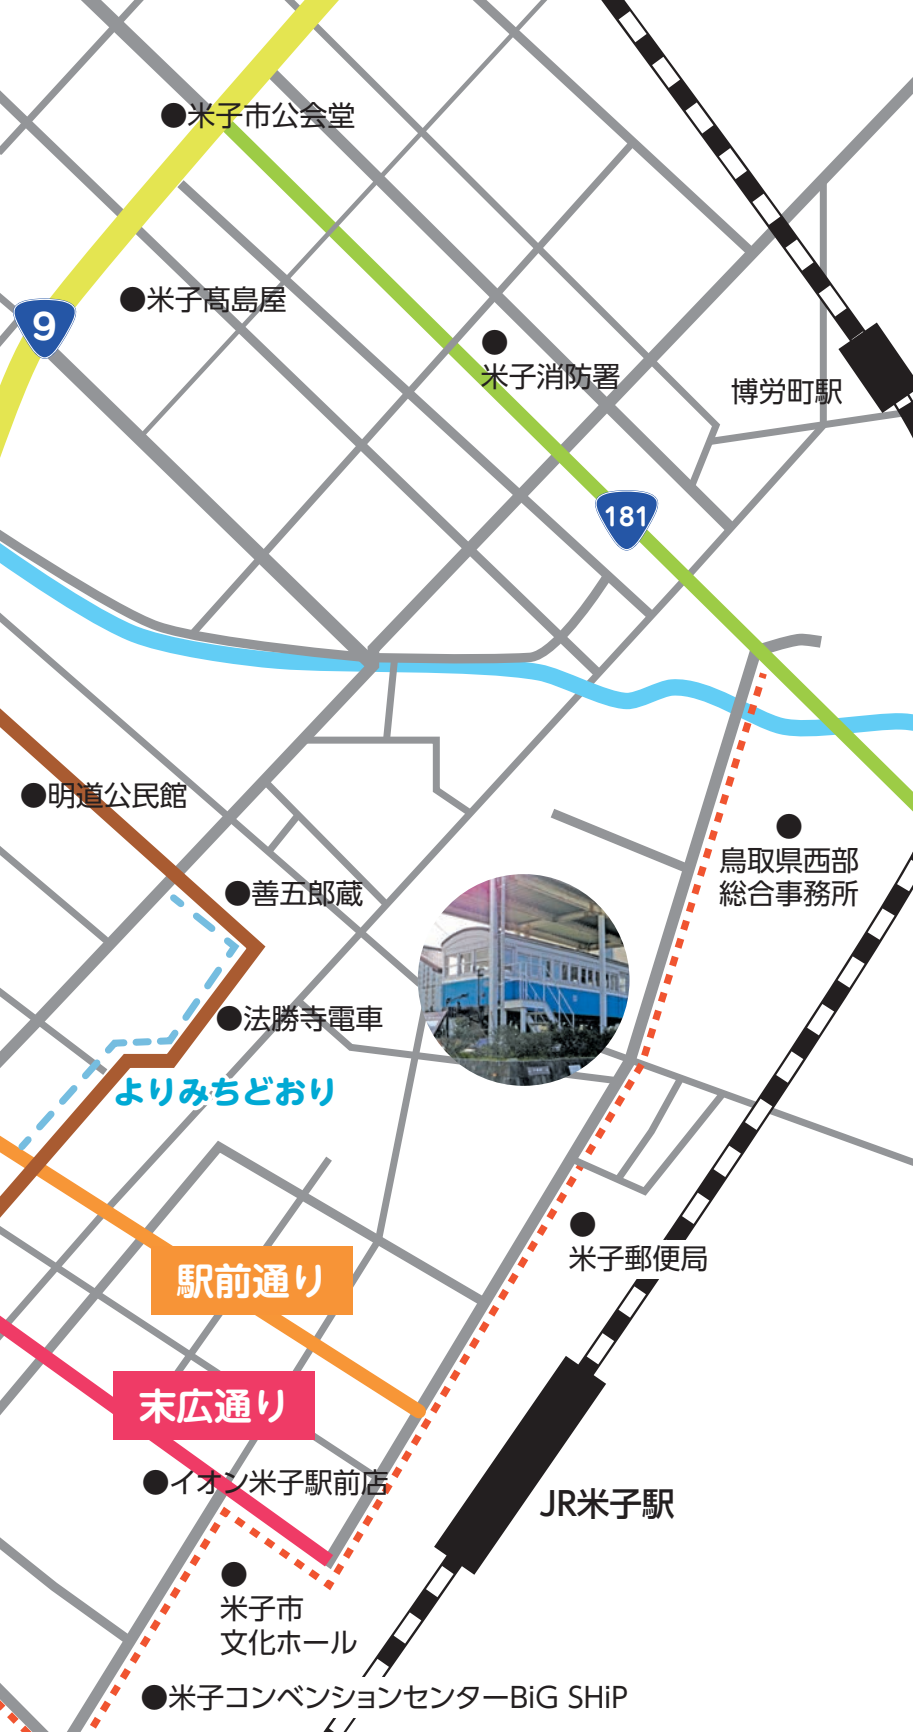 ●米子市公会堂
●米子髙島屋
9
●
米子消防署
博労町駅
181
●明道公民館
●
鳥取県西部
総合事務所
●善五郎蔵
●法勝寺電車
よりみちどおり
●
米子郵便局
駅前通り
末広通り
●イオン米子駅前店
JR米子駅
●
米子市
文化ホール
●米子コンベンションセンターBiG SHiP